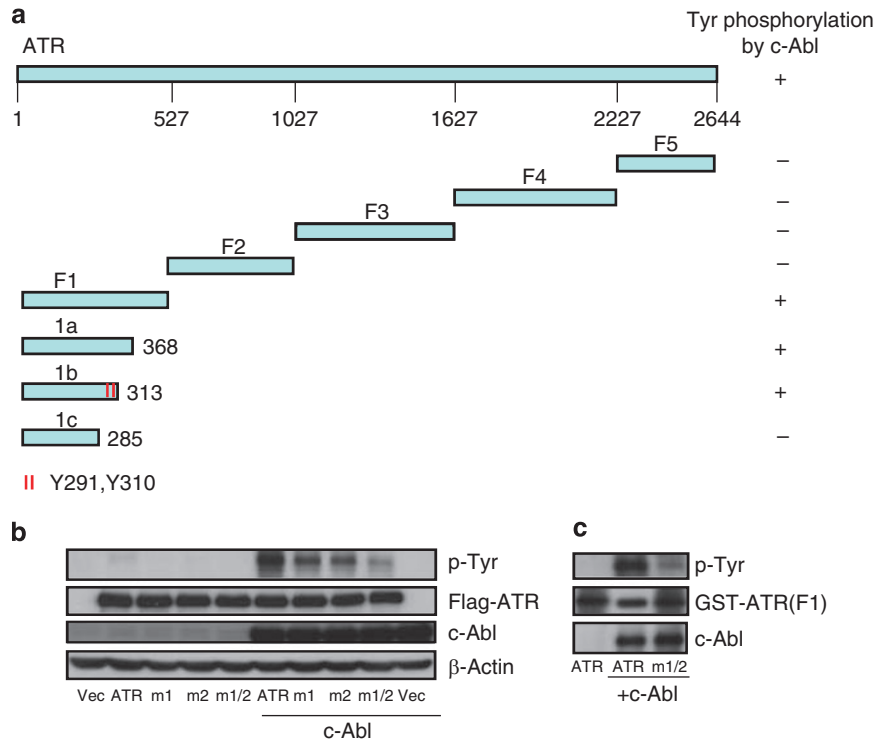 a
Tyr phosphorylation
by c-Abl
ATR
+
1 527 1027 1627 2227 2644
F5
–
F4
–
F3
–
F2
–
F1
+
1a
368
+
1b
313
+
1c
285
–
Y291,Y310
b
p-Tyr
Flag-ATR
c-Abl
β-Actin
Vec ATR m1 m2 m1/2 ATR m1 m2 m1/2 Vec
c-Abl
c
p-Tyr
GST-ATR(F1)
c-Abl
ATR ATR m1/2
+c-Abl